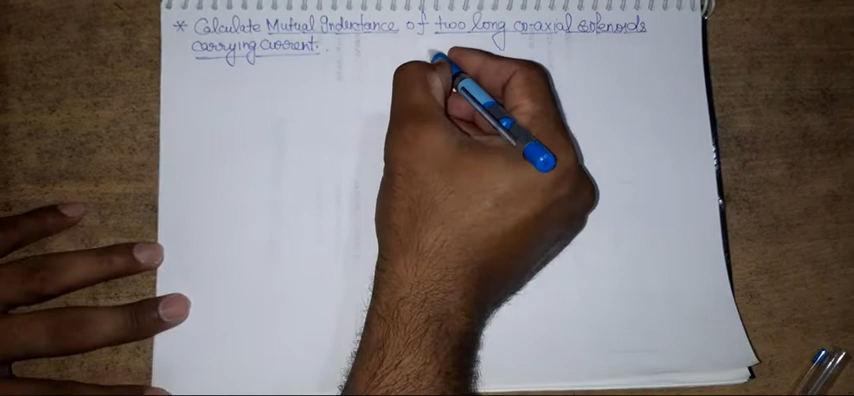 * Calculate Mutual Inductance of two long co-axial solenoids
carrying current.